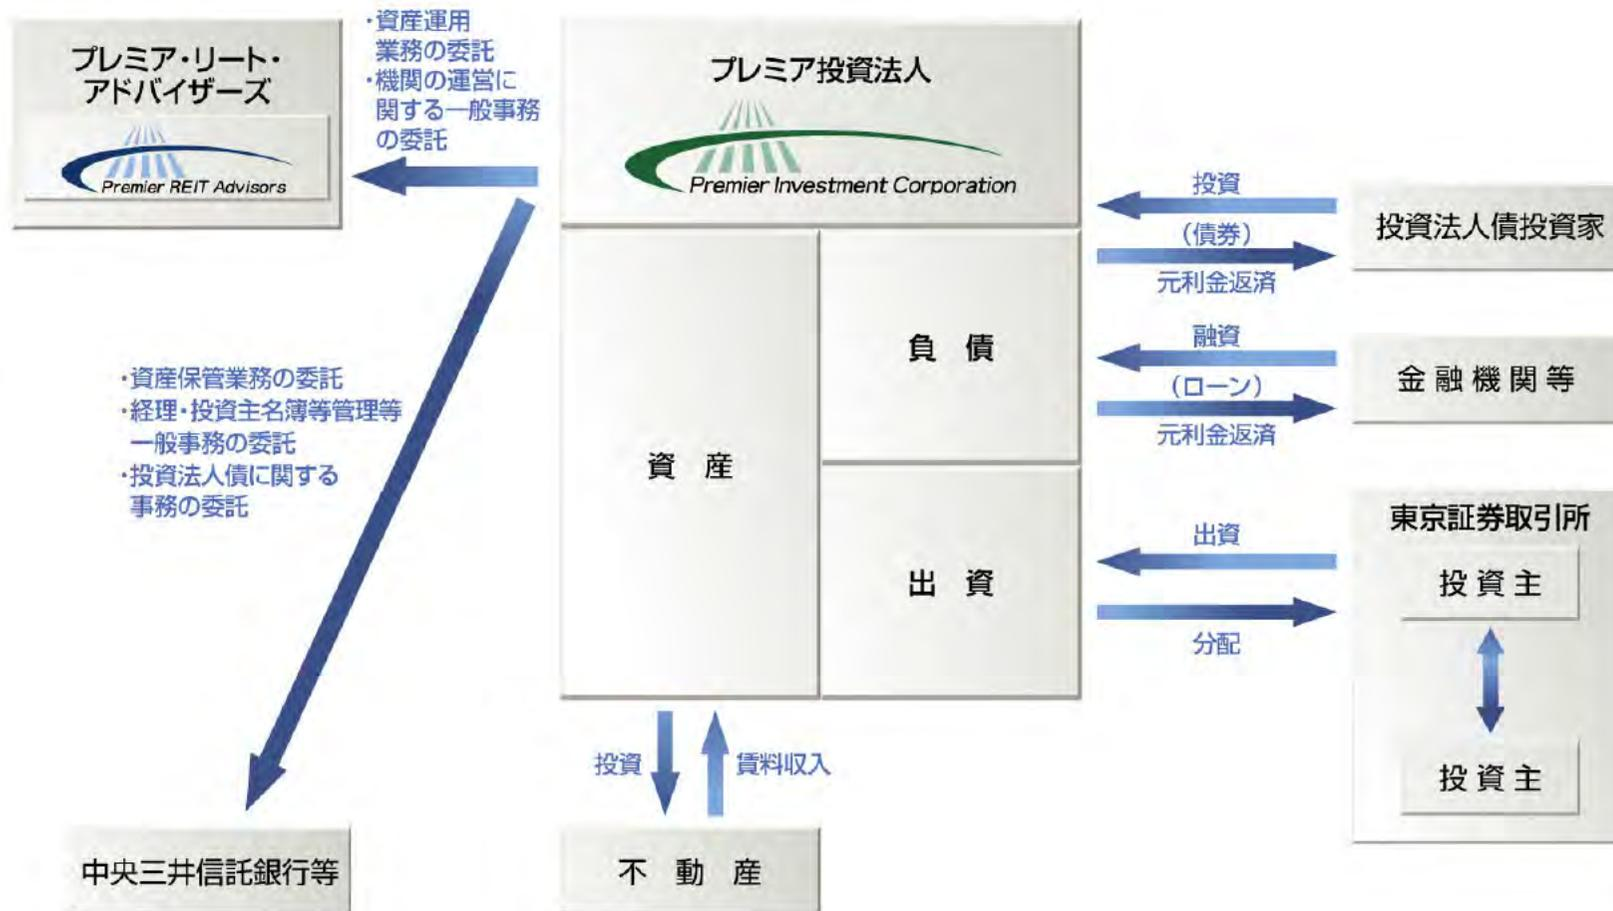 プレミア・リート・
アドバイザーズ
Premier REIT Advisors
・資産運用
業務の委託
・機関の運営に
関する一般事務
の委託
プレミア投資法人
Premier Investment Corporation
資 産
負 債
出 資
投資
(債券)
元利金返済
投資法人債投資家
融資
(ローン)
元利金返済
金融機関等
出資
分配
東京証券取引所
投資主
投資主
・資産保管業務の委託
・経理・投資主名簿等管理等
一般事務の委託
・投資法人債に関する
事務の委託
中央三井信託銀行等
投資
賃料収入
不 動 産